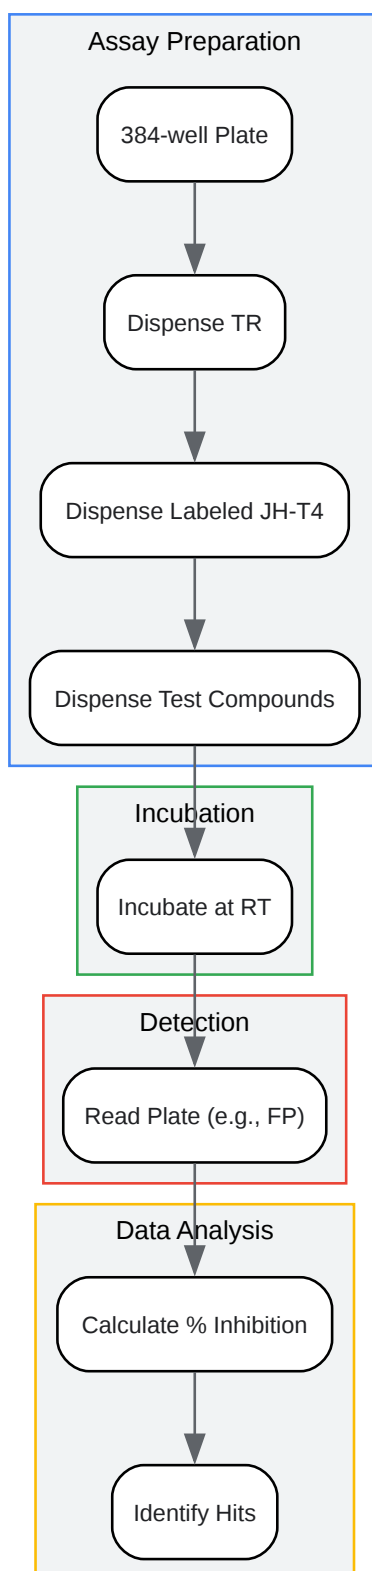 Assay Preparation
384-well Plate
Dispense TR
Dispense Labeled JH-T4
Dispense Test Compounds
Incubation
Incubate at RT
Detection
Read Plate (e.g., FP)
Data Analysis
Calculate % Inhibition
Identify Hits